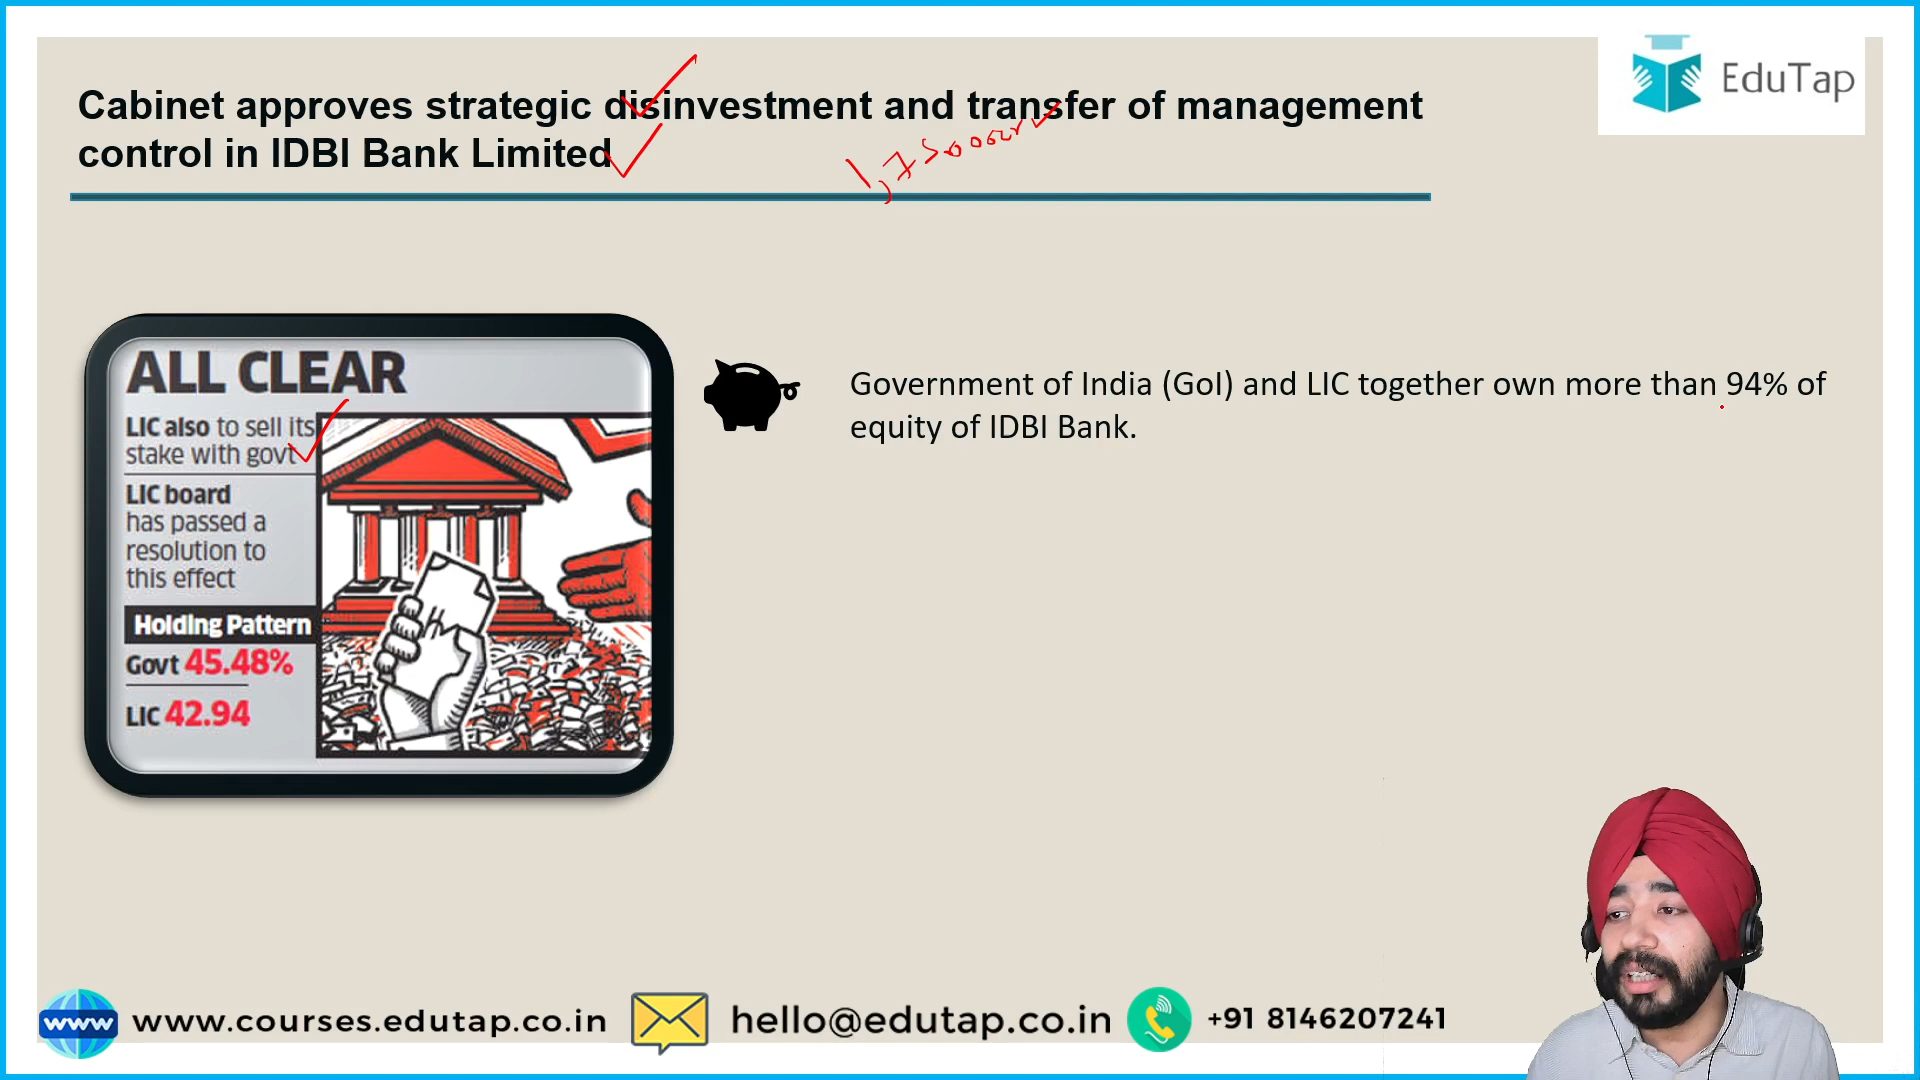 Cabinet approves strategic disinvestment and transfer of management
control in IDBI Bank Limited
EduTap
ALL CLEAR
LIC also to sell its
stake with govt
LIC board
has passed a
resolution to
this effect
Holding Pattern
Govt 45.48%
LIC 42.94
Government of India (GoI) and LIC together own more than 94% of
equity of IDBI Bank.
www
www.courses.edutap.co.in
hello@edutap.co.in
+91 8146207241